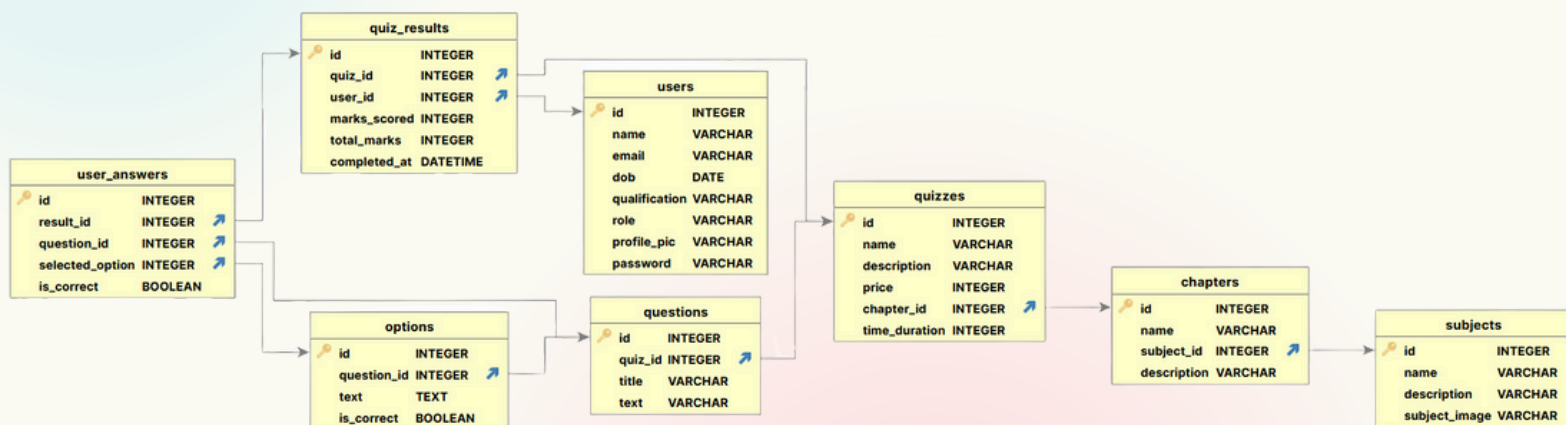 quiz_results
id INTEGER
quiz_id INTEGER
user_id INTEGER
marks_scored INTEGER
total_marks INTEGER
completed_at DATETIME
users
id INTEGER
name VARCHAR
email VARCHAR
dob DATE
qualification VARCHAR
role VARCHAR
profile_pic VARCHAR
password VARCHAR
user_answers
id INTEGER
result_id INTEGER
question_id INTEGER
selected_option INTEGER
is_correct BOOLEAN
options
id INTEGER
question_id INTEGER
text TEXT
is_correct BOOLEAN
questions
id INTEGER
quiz_id INTEGER
title VARCHAR
text VARCHAR
quizzes
id INTEGER
name VARCHAR
description VARCHAR
price INTEGER
chapter_id INTEGER
time_duration INTEGER
chapters
id INTEGER
name VARCHAR
subject_id INTEGER
description VARCHAR
subjects
id INTEGER
name VARCHAR
description VARCHAR
subject_image VARCHAR